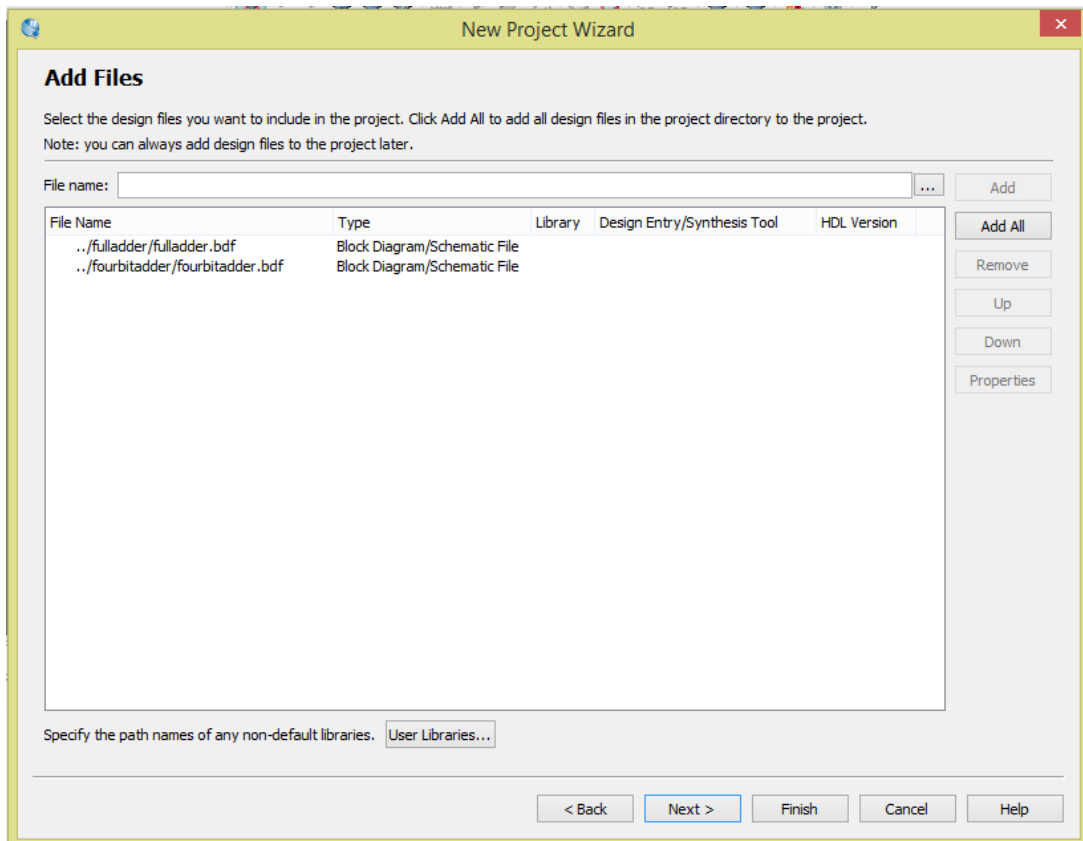 New Project Wizard
Add Files
Select the design files you want to include in the project. Click Add All to add all design files in the project directory to the project.
Note: you can always add design files to the project later.
File name: ... Add
File Name Type Library Design Entry/Synthesis Tool HDL Version Add All
../fulladder/fulladder.bdf Block Diagram/Schematic File
../fourbitadder/fourbitadder.bdf Block Diagram/Schematic File
Remove
Up
Down
Properties
Specify the path names of any non-default libraries. User Libraries...
< Back Next > Finish Cancel Help